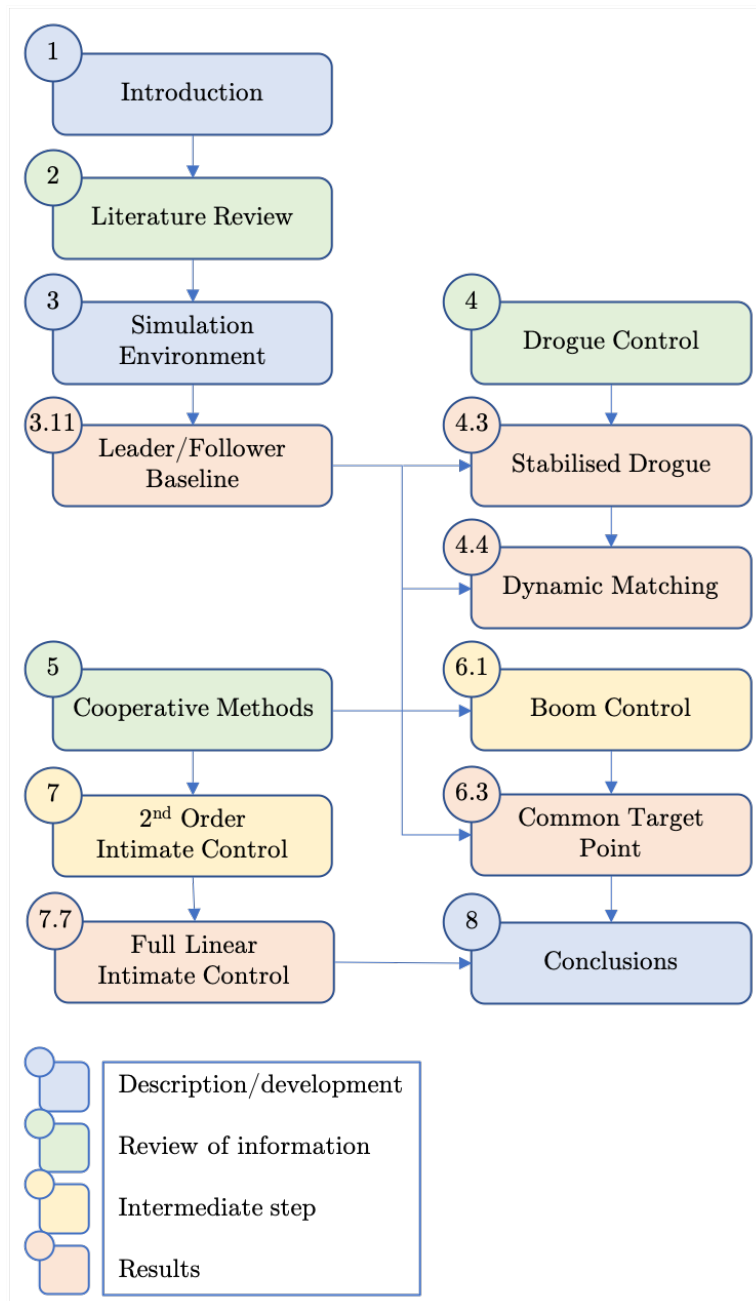 1
Introduction
2
Literature Review
3
Simulation
Environment
4
Drogue Control
3.11
Leader/Follower
Baseline
4.3
Stabilised Drogue
4.4
Dynamic Matching
5
Cooperative Methods
6.1
Boom Control
7
2nd Order
Intimate Control
6.3
Common Target
Point
7.7
Full Linear
Intimate Control
8
Conclusions
Description/development
Review of information
Intermediate step
Results